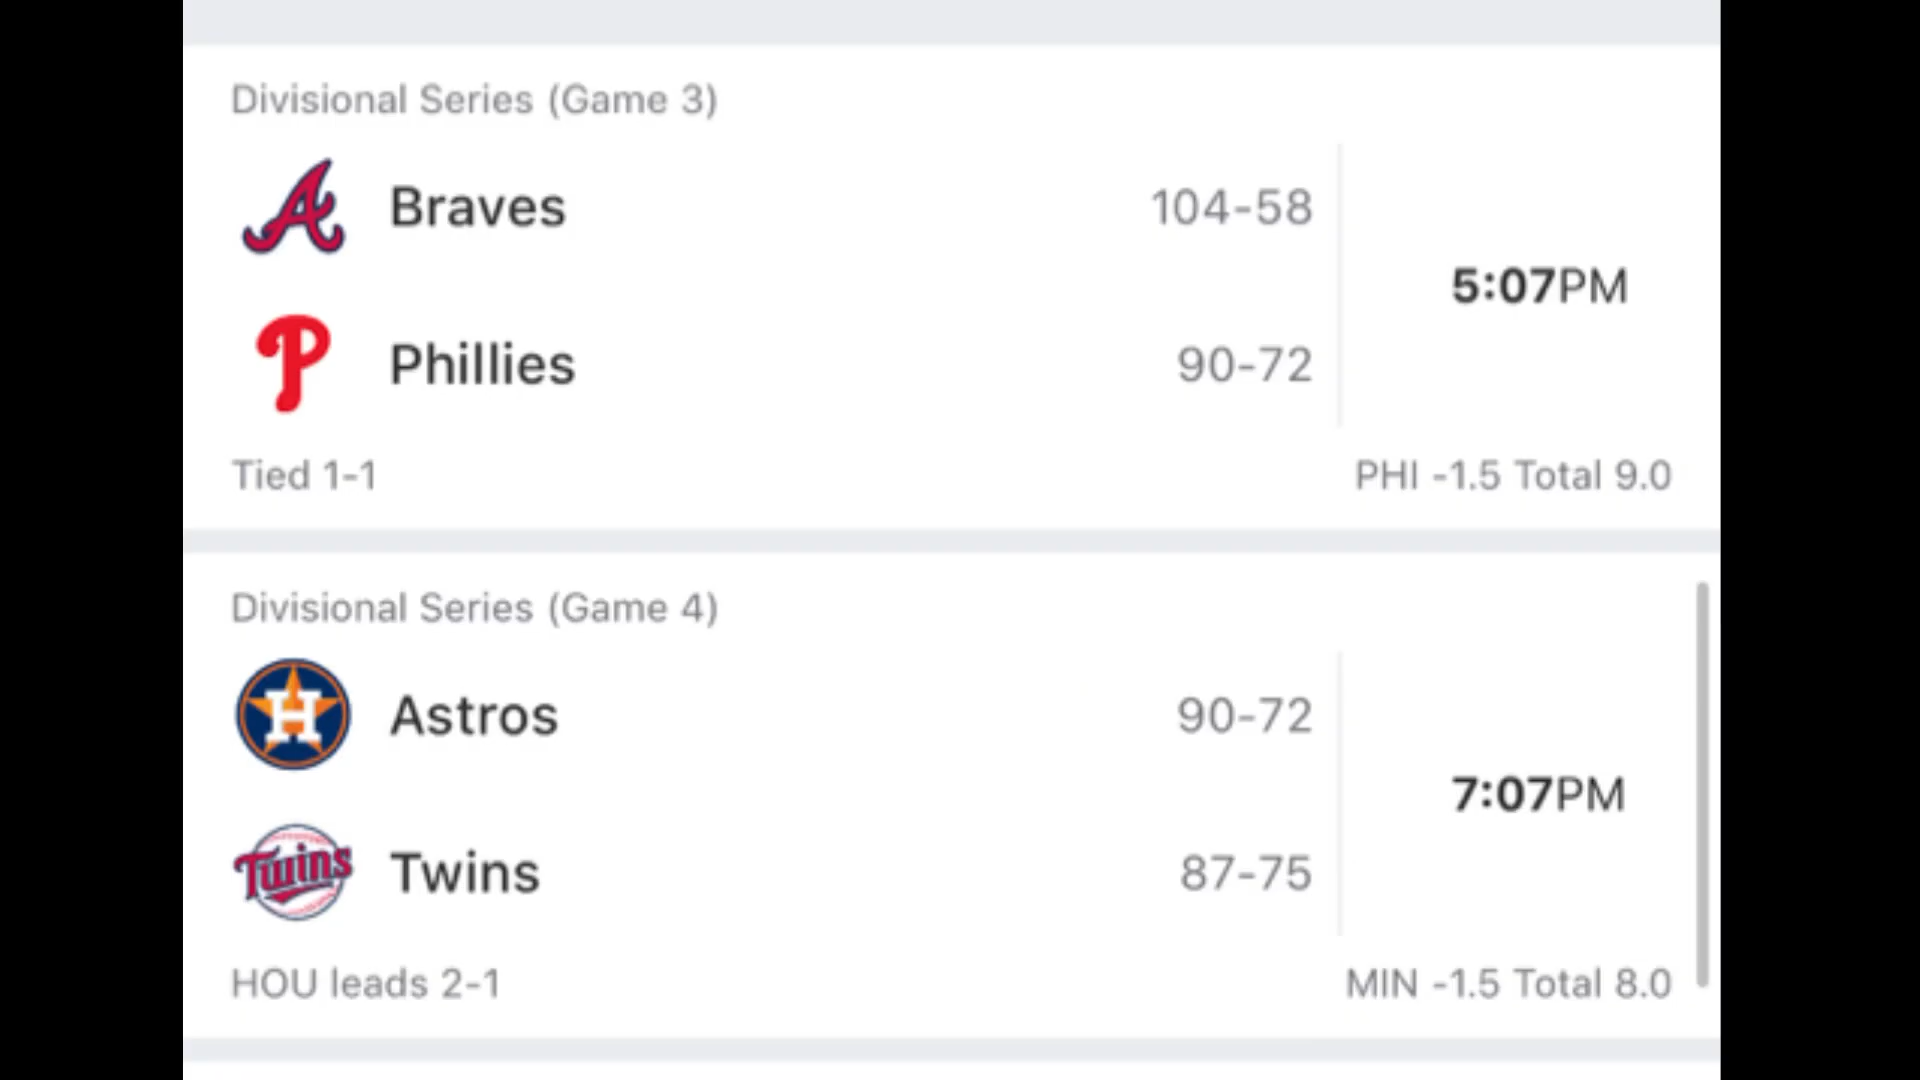 Divisional Series (Game 3)
Braves 104-58
5:07PM
Phillies 90-72
Tied 1-1 PHI -1.5 Total 9.0
Divisional Series (Game 4)
Astros 90-72
7:07PM
Twins Twins 87-75
HOU leads 2-1 MIN -1.5 Total 8.0